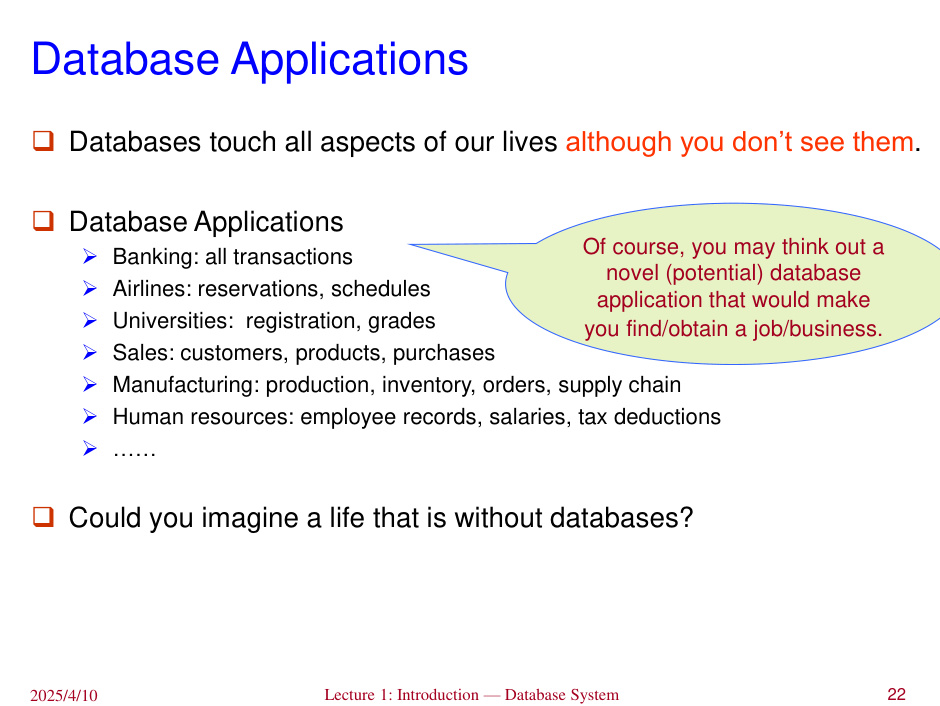 Database Applications
Databases touch all aspects of our lives although you don’t see them.
Database Applications
Banking: all transactions
Airlines: reservations, schedules
Universities:  registration, grades
Sales: customers, products, purchases
Manufacturing: production, inventory, orders, supply chain
Human resources: employee records, salaries, tax deductions
……
Of course, you may think out a
novel (potential) database
application that would make
you find/obtain a job/business.
Could you imagine a life that is without databases?
2025/4/10
Lecture 1: Introduction — Database System
22